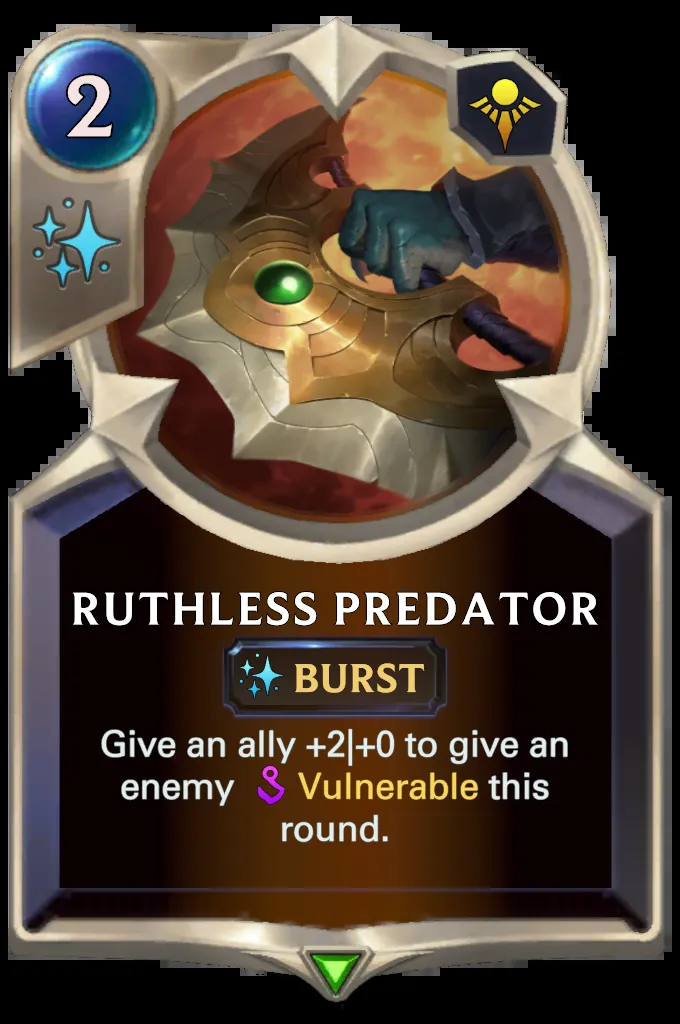 2
RUTHLESS PREDATOR
BURST
Give an ally +2|+0 to give an
enemy Vulnerable this
round.